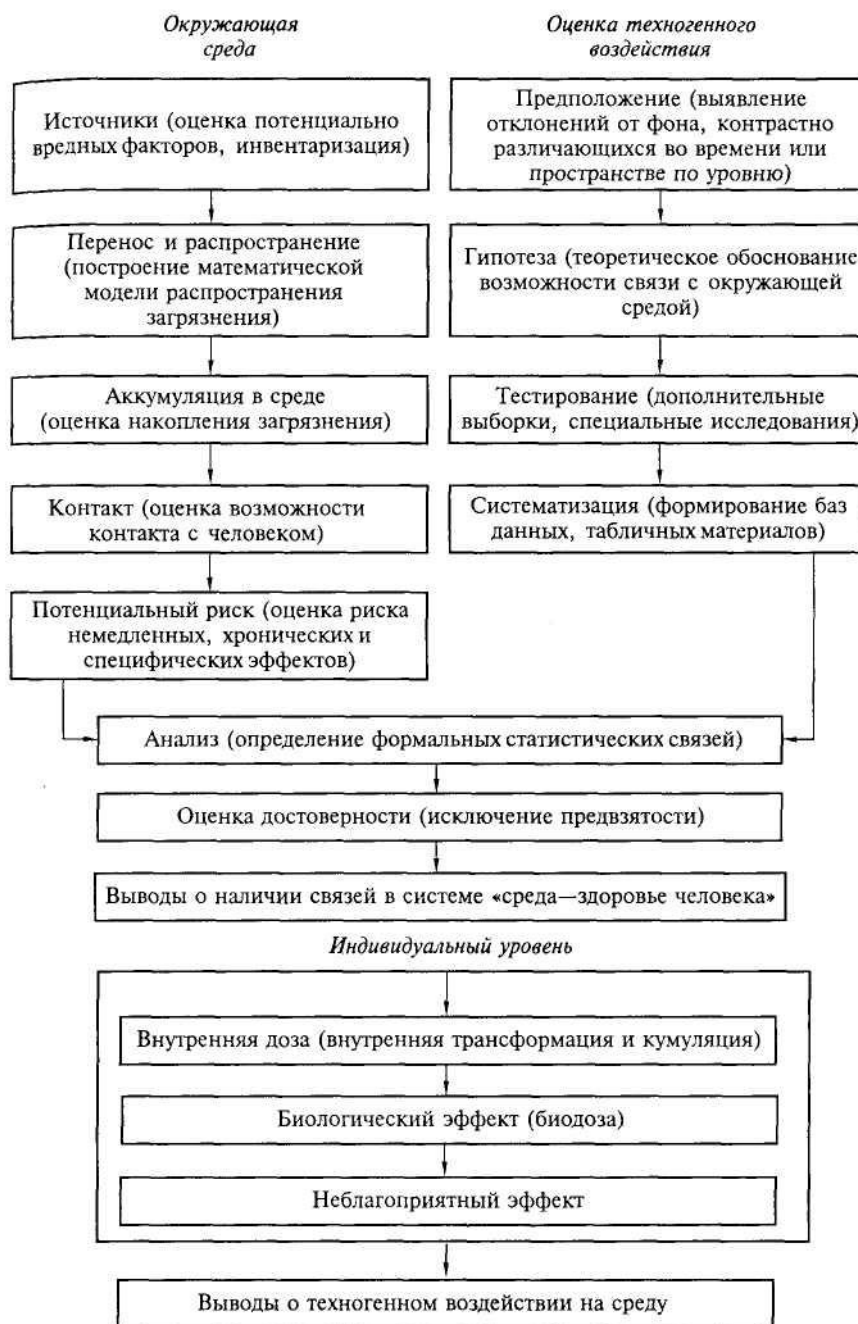 Окружающая
среда
Источники (оценка потенциально
вредных факторов, инвентаризация)
Перенос и распространение
(построение математической
модели распространения
загрязнения)
Аккумуляция в среде
(оценка накопления загрязнения)
Контакт (оценка возможности
контакта с человеком)
Потенциальный риск (оценка риска
немедленных, хронических и
специфических эффектов)
Оценка техногенного
воздействия
Предположение (выявление
отклонений от фона, контрастно
различающихся во времени или
пространстве по уровню)
Гипотеза (теоретическое обоснование
возможности связи с окружающей
средой)
Тестирование (дополнительные
выборки, специальные исследования)
Систематизация (формирование баз
данных, табличных материалов)
Анализ (определение формальных статистических связей)
Оценка достоверности (исключение предвзятости)
Выводы о наличии связей в системе «среда—здоровье человека»
Индивидуальный уровень
Внутренняя доза (внутренняя трансформация и кумуляция)
Биологический эффект (биодоза)
Неблагоприятный эффект
Выводы о техногенном воздействии на среду